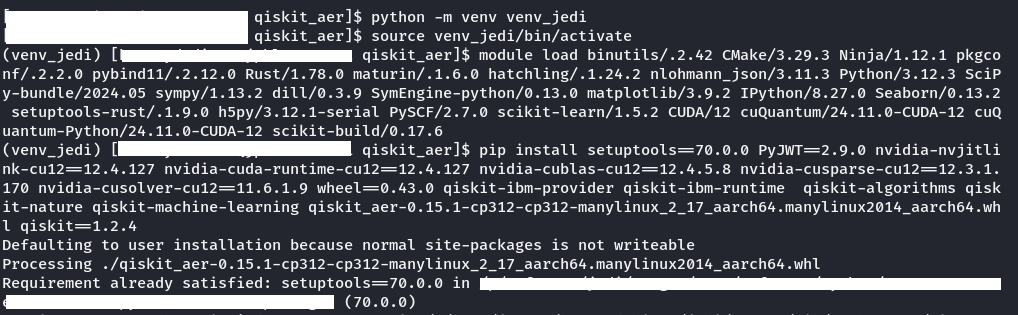 [ qiskit_aer]$ python -m venv venv_jedi
[ qiskit_aer]$ source venv_jedi/bin/activate
(venv_jedi) [ qiskit_aer]$ module load binutils/.2.42 CMake/3.29.3 Ninja/1.12.1 pkgco
nf/.2.2.0 pybind11/.2.12.0 Rust/1.78.0 maturin/.1.6.0 hatchling/.1.24.2 nlohmann_json/3.11.3 Python/3.12.3 SciP
y-bundle/2024.05 sympy/1.13.2 dill/0.3.9 SymEngine-python/0.13.0 matplotlib/3.9.2 IPython/8.27.0 Seaborn/0.13.2
setuptools-rust/.1.9.0 h5py/3.12.1-serial PySCF/2.7.0 scikit-learn/1.5.2 CUDA/12 cuQuantum/24.11.0-CUDA-12 cuQ
uantum-Python/24.11.0-CUDA-12 scikit-build/0.17.6
(venv_jedi) [ qiskit_aer]$ pip install setuptools==70.0.0 PyJWT==2.9.0 nvidia-nvjitli
nk-cu12==12.4.127 nvidia-cuda-runtime-cu12==12.4.127 nvidia-cublas-cu12==12.4.5.8 nvidia-cusparse-cu12==12.3.1.
170 nvidia-cusolver-cu12==11.6.1.9 wheel==0.43.0 qiskit-ibm-provider qiskit-ibm-runtime  qiskit-algorithms qisk
it-nature qiskit-machine-learning qiskit_aer-0.15.1-cp312-cp312-manylinux_2_17_aarch64.manylinux2014_aarch64.wh
l qiskit==1.2.4
Defaulting to user installation because normal site-packages is not writeable
Processing ./qiskit_aer-0.15.1-cp312-cp312-manylinux_2_17_aarch64.manylinux2014_aarch64.whl
Requirement already satisfied: setuptools==70.0.0 in
(70.0.0)